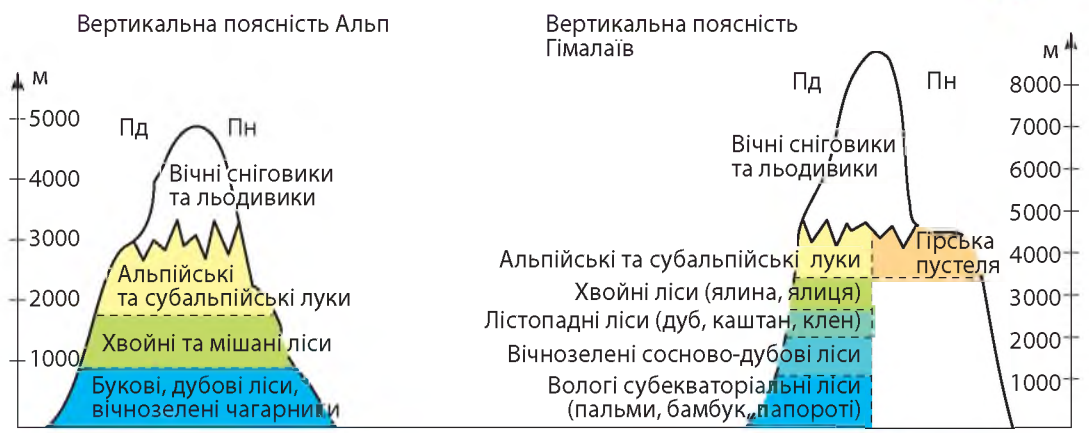 Вертикальна поясність Альп
м
5000
4000
3000
2000
1000
Пд
Пн
Вічні сніговики
та льодивики
Альпійські
та субальпійські луки
Хвойні та мішані ліси
Букові, дубові ліси,
вічнозелені чагарниги
Вертикальна поясність
Гімалаїв
м
8000
7000
6000
5000
4000
3000
2000
1000
Пд
Пн
Вічні сніговики
та льодивики
Альпійські та субальпійські луки
Гірська
пустеля
Хвойні ліси (ялина, ялиця)
Лістопадні ліси (дуб, каштан, клен)
Вічнозелені сосново-дубові ліси
Вологі субекваторіальні ліси
(пальми, бамбук, папороті)